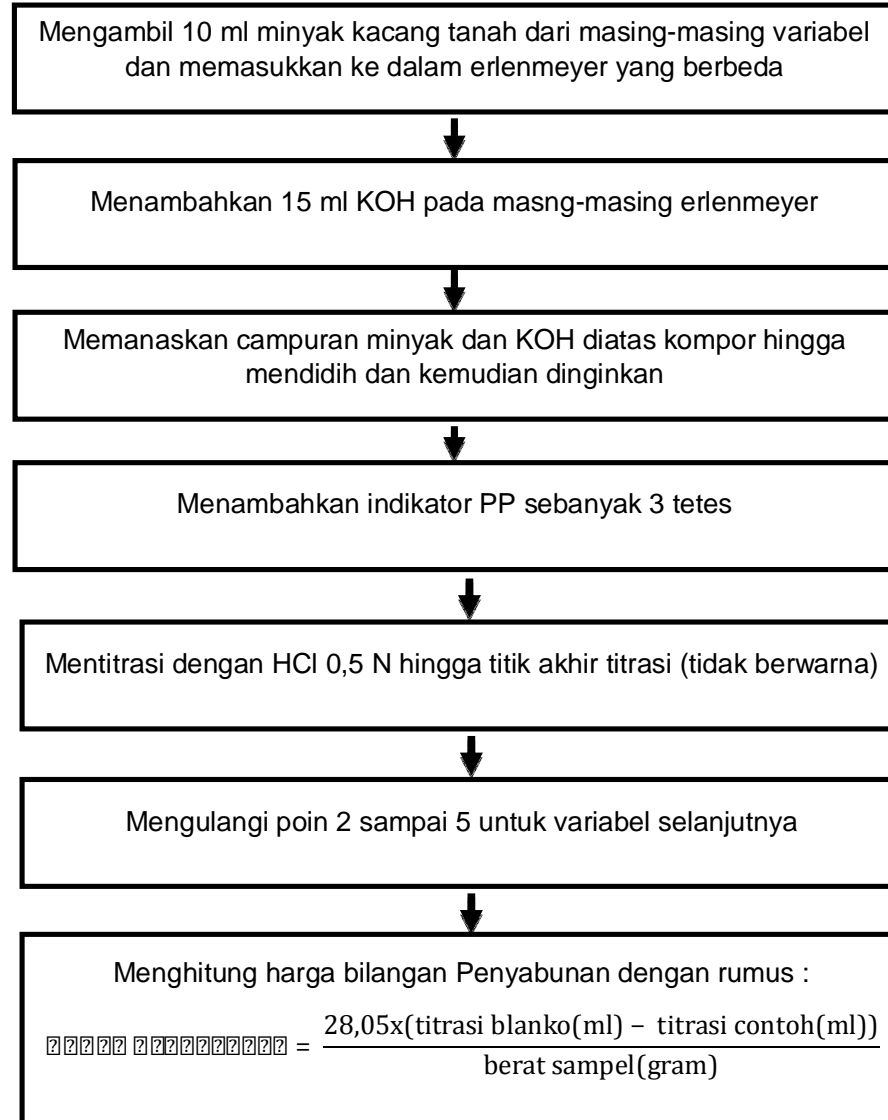 Mengambil 10 ml minyak kacang tanah dari masing-masing variabel
dan memasukkan ke dalam erlenmeyer yang berbeda
Menambahkan 15 ml KOH pada masng-masing erlenmeyer
Memanaskan campuran minyak dan KOH diatas kompor hingga
mendidih dan kemudian dinginkan
Menambahkan indikator PP sebanyak 3 tetes
Mentitrasi dengan HCl 0,5 N hingga titik akhir titrasi (tidak berwarna)
Mengulangi poin 2 sampai 5 untuk variabel selanjutnya
Menghitung harga bilangan Penyabunan dengan rumus :
= 28,05x(titrasi blanko(ml) – titrasi contoh(ml))
berat sampel(gram)